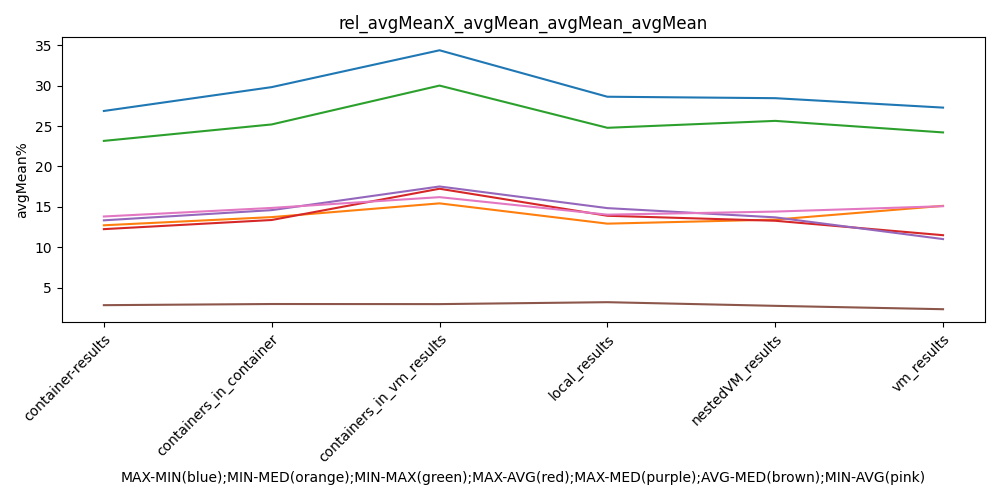 rel_avgMeanX_avgMean_avgMean_avgMean
35
30
25
20
15
10
5
avgMean%
container-results
containers_in_container
containers_in_vm_results
local_results
nestedVM_results
vm_results
MAX-MIN(blue);MIN-MED(orange);MIN-MAX(green);MAX-AVG(red);MAX-MED(purple);AVG-MED(brown);MIN-AVG(pink)